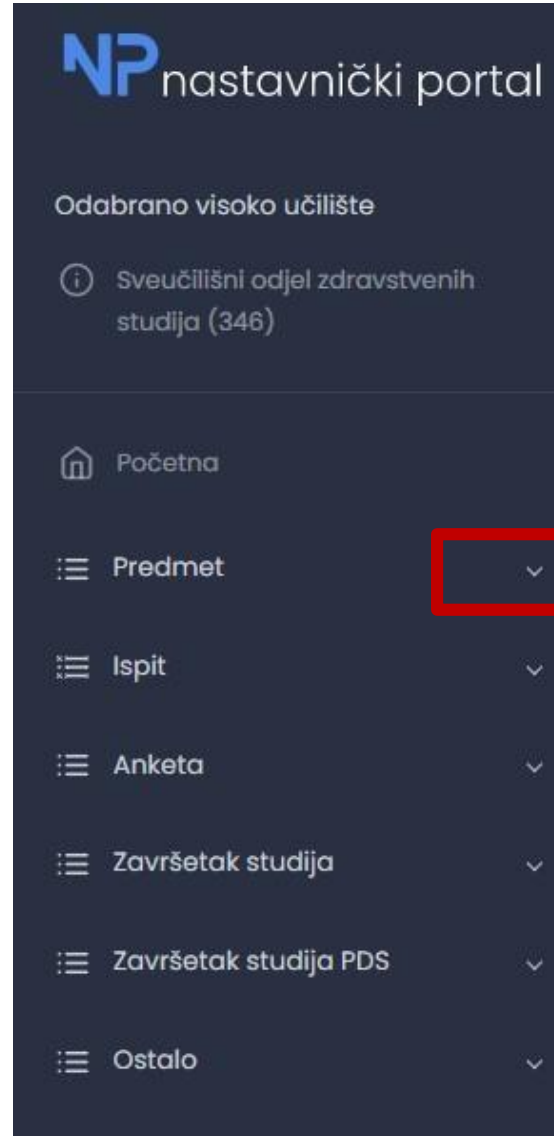 NP nastavnički portal
Odabrano visoko učilište
Sveučilišni odjel zdravstvenih
studija (346)
Početna
Predmet
Ispit
Anketa
Završetak studija
Završetak studija PDS
Ostalo